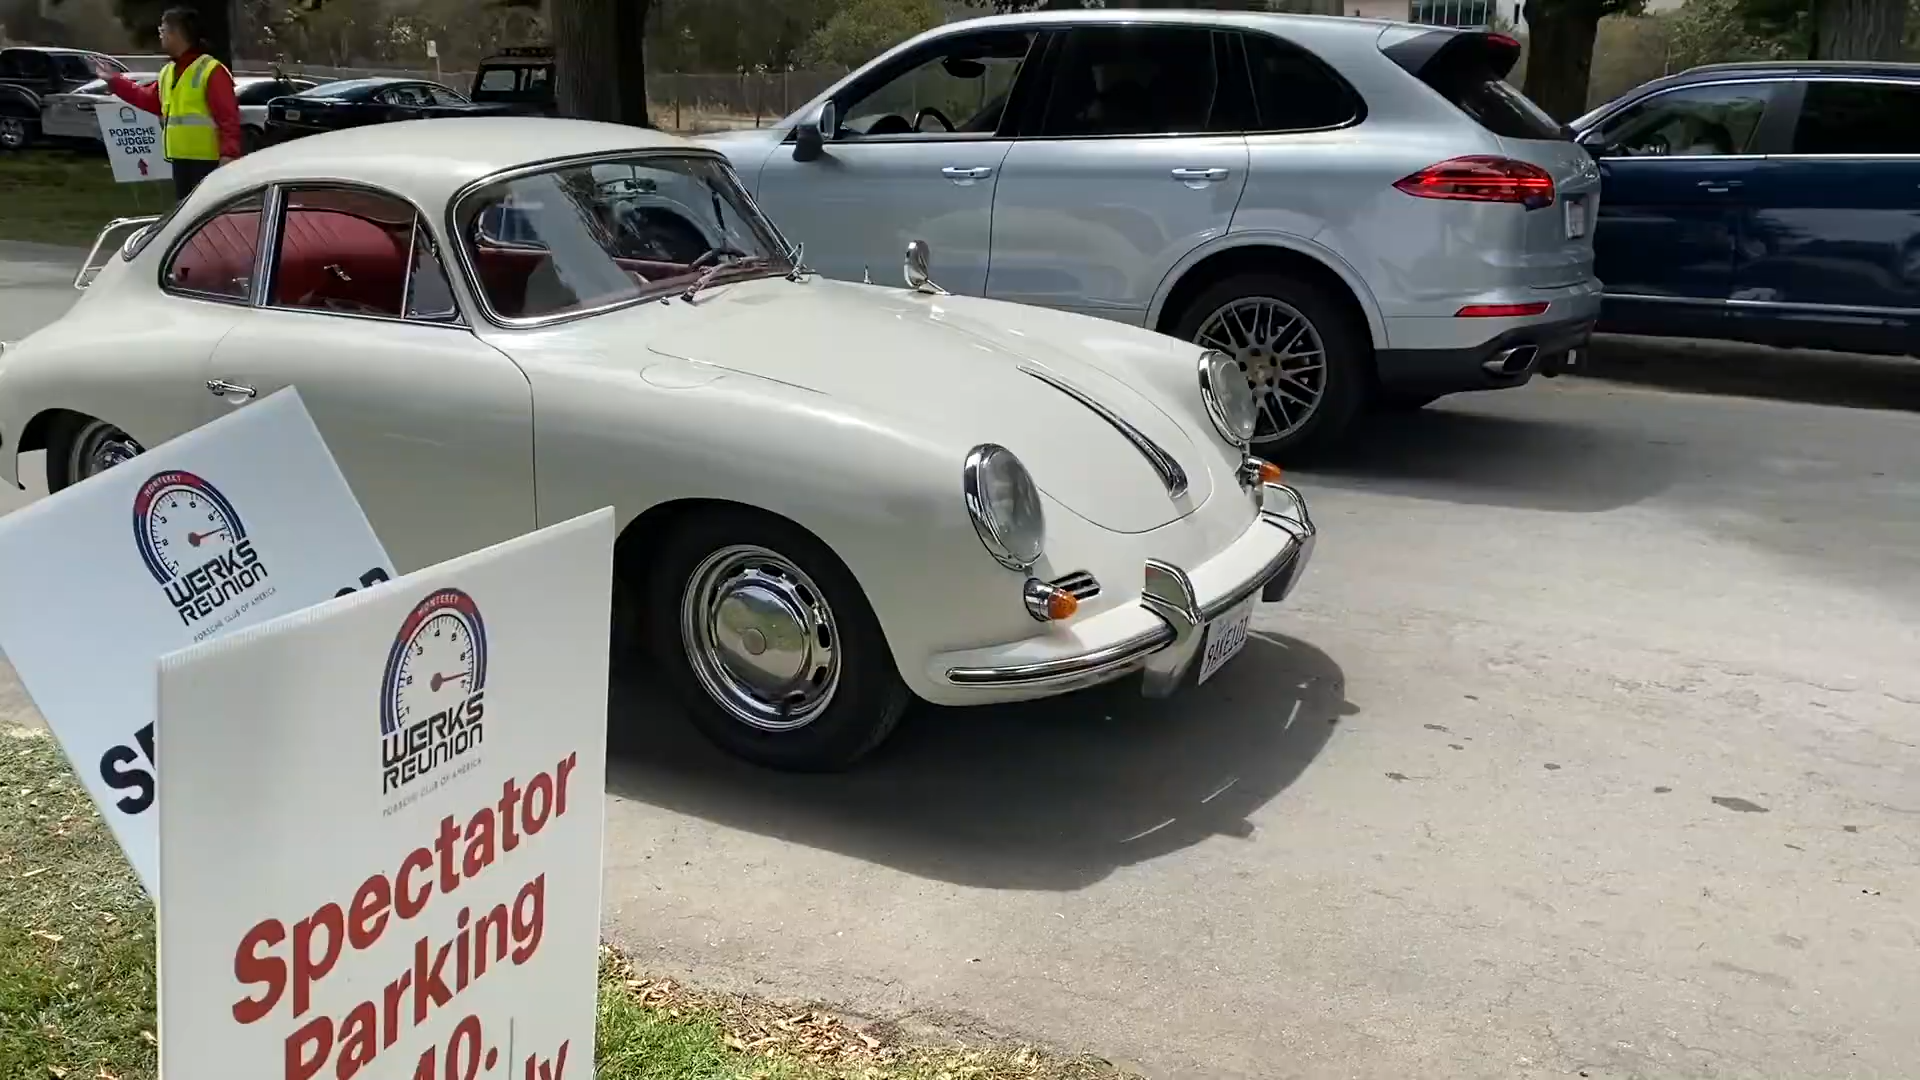 PORSCHE
JUDGED
CARS
MONTEREY
WERKS
REUNION
PORSCHE CLUB OF AMERICA
MONTEREY
WERKS
REUNION
PORSCHE CLUB OF AMERICA
Spectator
Parking
9AKE101